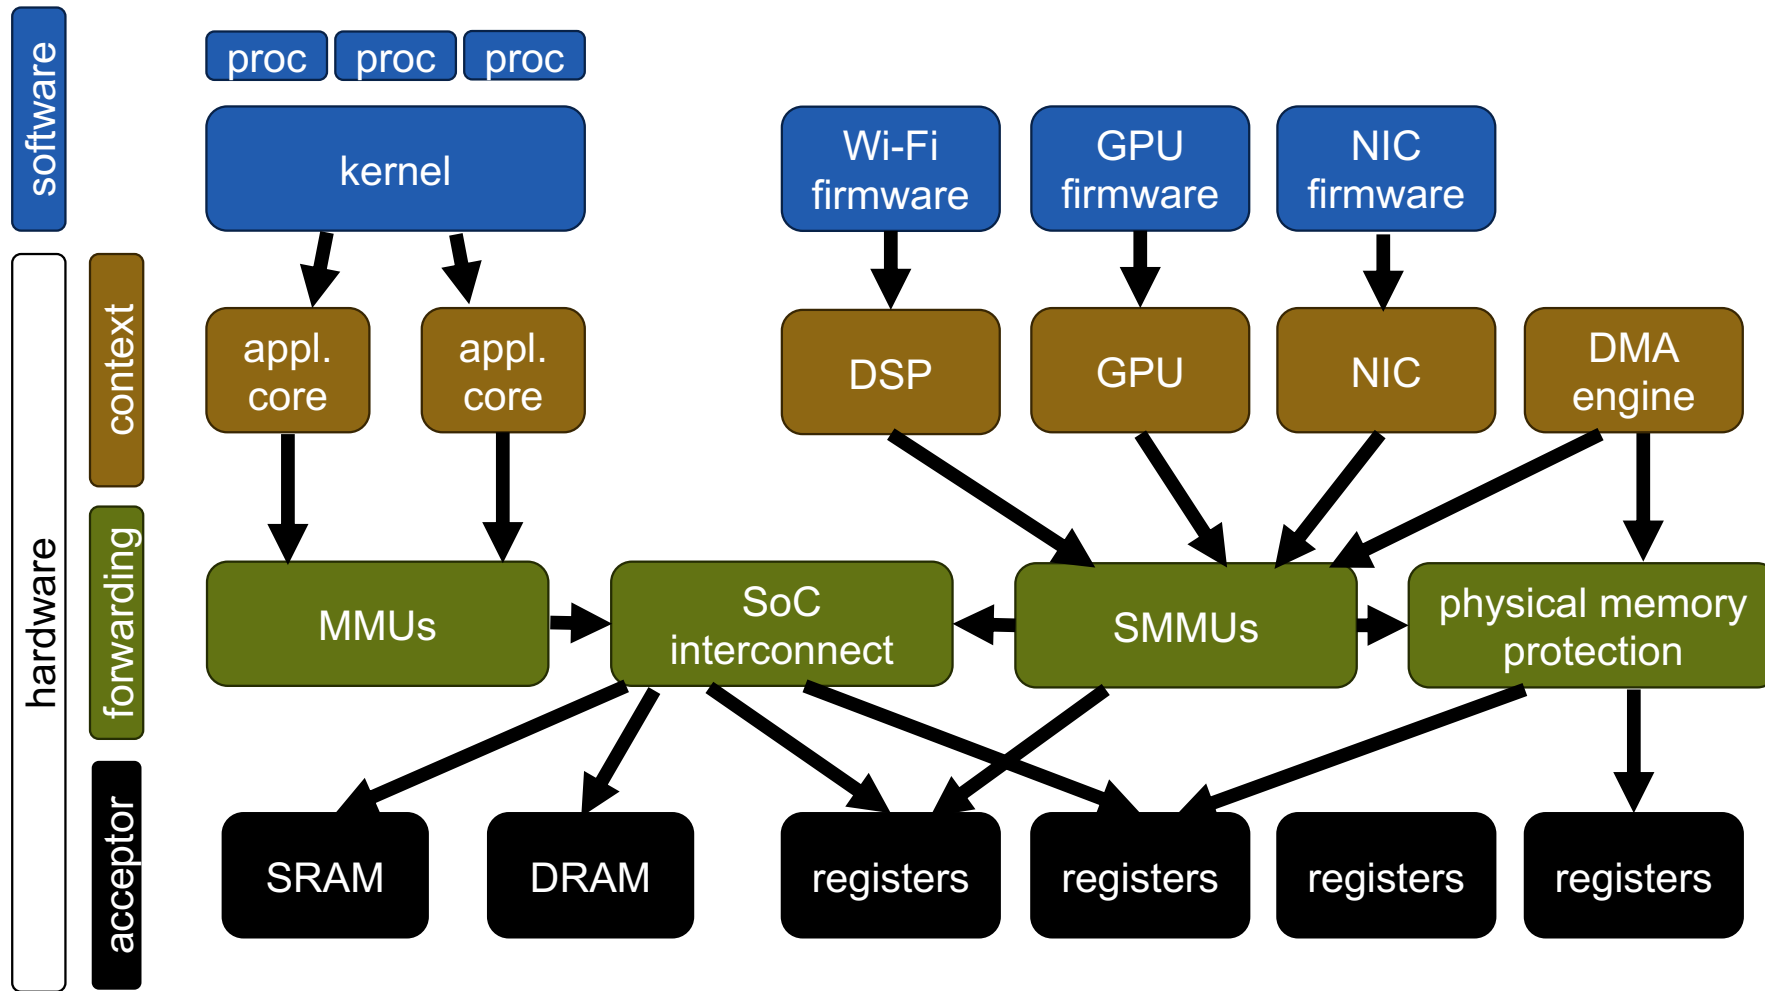 software
proc
proc
proc
kernel
Wi-Fi
firmware
GPU
firmware
NIC
firmware
hardware
context
appl.
core
appl.
core
DSP
GPU
NIC
DMA
engine
forwarding
MMUs
SoC
interconnect
SMMUs
physical memory
protection
acceptor
SRAM
DRAM
registers
registers
registers
registers